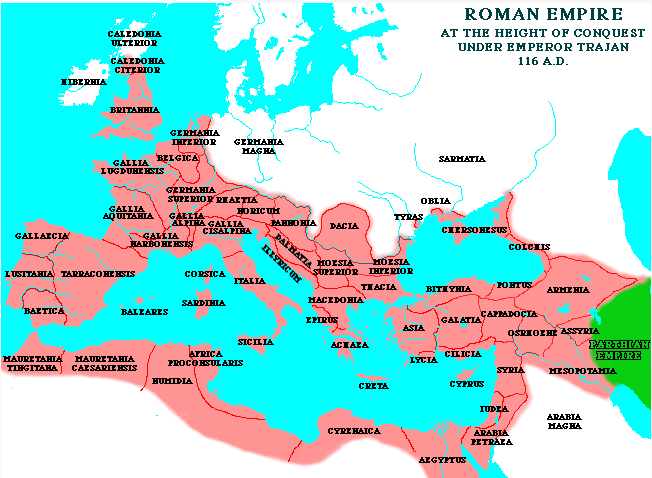 ROMAN EMPIRE
AT THE HEIGHT OF CONQUEST
UNDER EMPEROR TRAJAN
116 A.D.
CALEDONIA
ULTERIOR
CALEDONIA
CITERIOR
HIBERNIA
BRITANNIA
GERMANIA
INFERIOR
GERMANIA
MAGNA
BELGICA
GALLIA
LUGDUNENSIS
SARMATIA
GERMANIA
SUPERIOR
RHAETIA
NORICUM
OBLIA
TYRAS
GALLIA
AQUITANIA
GALLIA
ALPINA
GALLIA
CISALPINA
PANNONIA
DACIA
CHERSONESUS
GALLAECIA
GALLIA
NARBONENSIS
DALMATIA
ILLYRICUM
COLCHIS
LUSITANIA
TARRACONENSIS
CORSICA
ITALIA
MOESIA
SUPERIOR
MOESIA
INFERIOR
THACIA
BITHYNIA
PONTUS
ARMENIA
BAETICA
BALEARES
SARDINIA
MACEDONIA
EPIRUS
ACHAEA
ASIA
GALATIA
CAPPADOCIA
OSRHOENE
ASSYRIA
PARTHIAN
EMPIRE
SICILIA
MAURETANIA
TINGITANA
MAURETANIA
CAESARIENSIS
AFRICA
PROCONSULARIS
NUMIDIA
LYCIA
CILICIA
SYRIA
MESOPOTAMIA
CRETA
CYPRUS
IUDEA
ARABIA
MAGNA
CYRENAICA
ARABIA
PETRAEA
AEGYPTUS